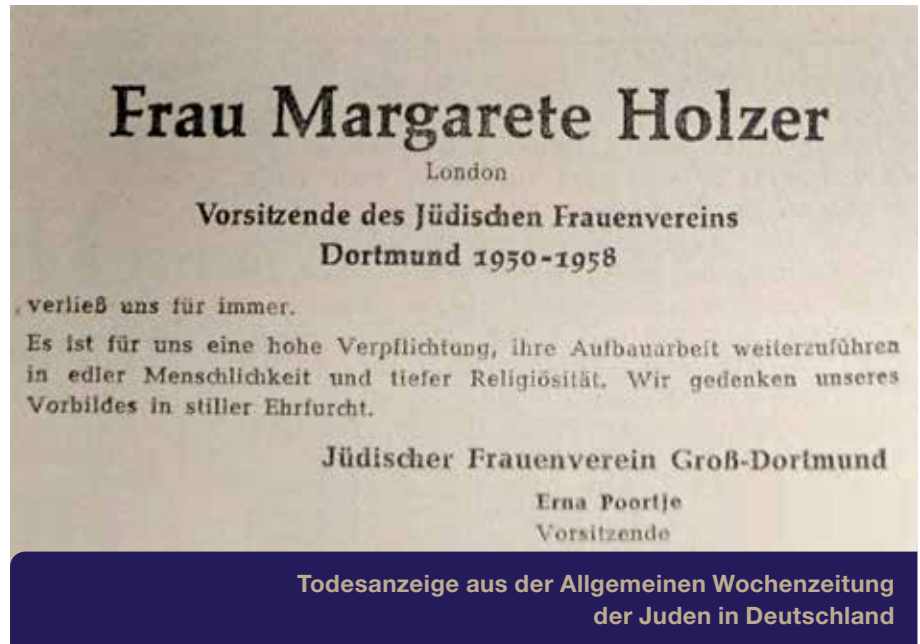 Frau Margarete Holzer
London
Vorsitzende des Jüdischen Frauenvereins
Dortmund 1950-1958
verließ uns für immer.
Es ist für uns eine hohe Verpflichtung, ihre Aufbauarbeit weiterzuführen
in edler Menschlichkeit und tiefer Religiösität. Wir gedenken unseres
Vorbildes in stiller Ehrfurcht.
Jüdischer Frauenverein Groß-Dortmund
Erna Poortje
Vorsitzende
Todesanzeige aus der Allgemeinen Wochenzeitung
der Juden in Deutschland